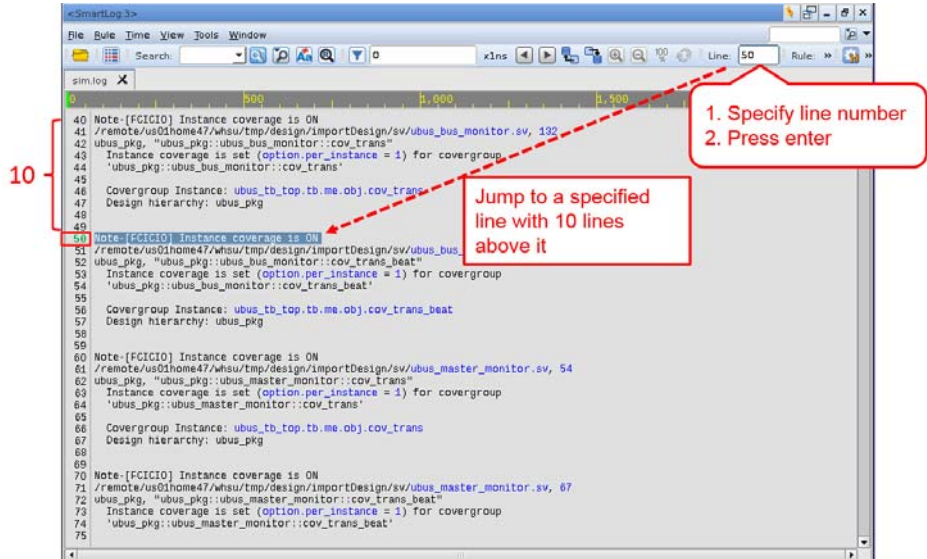 <SmartLog:3>
File Rule Time View Tools Window
Search: 0 x1ns 100 Line: 50 Rule: » »
sim.log X
0 500 1,000 1,500
1. Specify line number
2. Press enter
10
40 Note-[FCICIO] Instance coverage is ON
41 /remote/us01home47/whsu/tmp/design/importDesign/sv/ubus_bus_monitor.sv, 132
42 ubus_pkg, "ubus_pkg::ubus_bus_monitor::cov_trans"
43 Instance coverage is set (option.per_instance = 1) for covergroup
44 'ubus_pkg::ubus_bus_monitor::cov_trans'
45
46 Covergroup Instance: ubus_tb_top.tb.me.obj.cov_trans
47 Design hierarchy: ubus_pkg
48
49
Jump to a specified
line with 10 lines
above it
50 Note-[FCICIO] Instance coverage is ON
51 /remote/us01home47/whsu/tmp/design/importDesign/sv/ubus_bus_
52 ubus_pkg, "ubus_pkg::ubus_bus_monitor::cov_trans_beat"
53 Instance coverage is set (option.per_instance = 1) for covergroup
54 'ubus_pkg::ubus_bus_monitor::cov_trans_beat'
55
56 Covergroup Instance: ubus_tb_top.tb.me.obj.cov_trans_beat
57 Design hierarchy: ubus_pkg
58
59
60 Note-[FCICIO] Instance coverage is ON
61 /remote/us01home47/whsu/tmp/design/importDesign/sv/ubus_master_monitor.sv, 54
62 ubus_pkg, "ubus_pkg::ubus_master_monitor::cov_trans"
63 Instance coverage is set (option.per_instance = 1) for covergroup
64 'ubus_pkg::ubus_master_monitor::cov_trans'
65
66 Covergroup Instance: ubus_tb_top.tb.me.obj.cov_trans
67 Design hierarchy: ubus_pkg
68
69
70 Note-[FCICIO] Instance coverage is ON
71 /remote/us01home47/whsu/tmp/design/importDesign/sv/ubus_master_monitor.sv, 67
72 ubus_pkg, "ubus_pkg::ubus_master_monitor::cov_trans_beat"
73 Instance coverage is set (option.per_instance = 1) for covergroup
74 'ubus_pkg::ubus_master_monitor::cov_trans_beat'
75